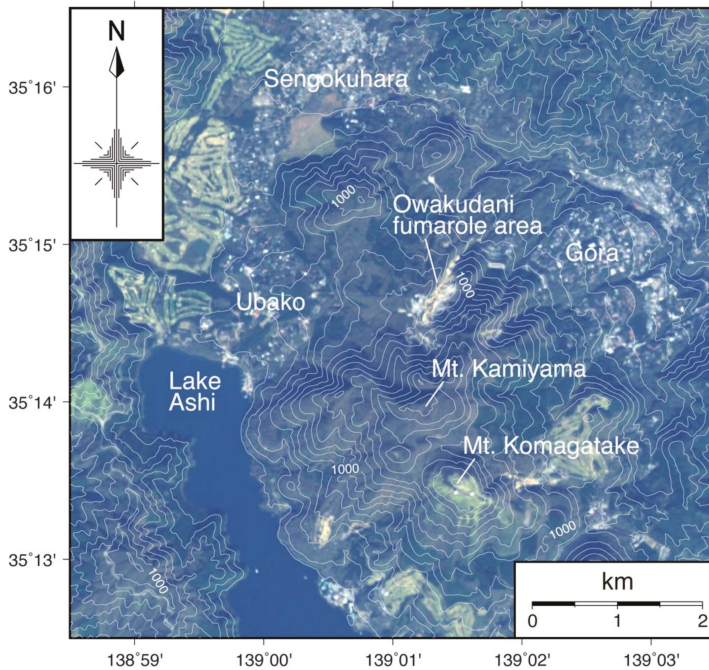 N
Sengokuhara
35°16'
1000
Owakudani
fumarole area
35°15'
1000
Gora
Ubako
Mt. Kamiyama
Lake
Ashi
35°14'
Mt. Komagatake
1000
1000
35°13'
1000
km
0 1 2
138°59' 139°00' 139°01' 139°02' 139°03'